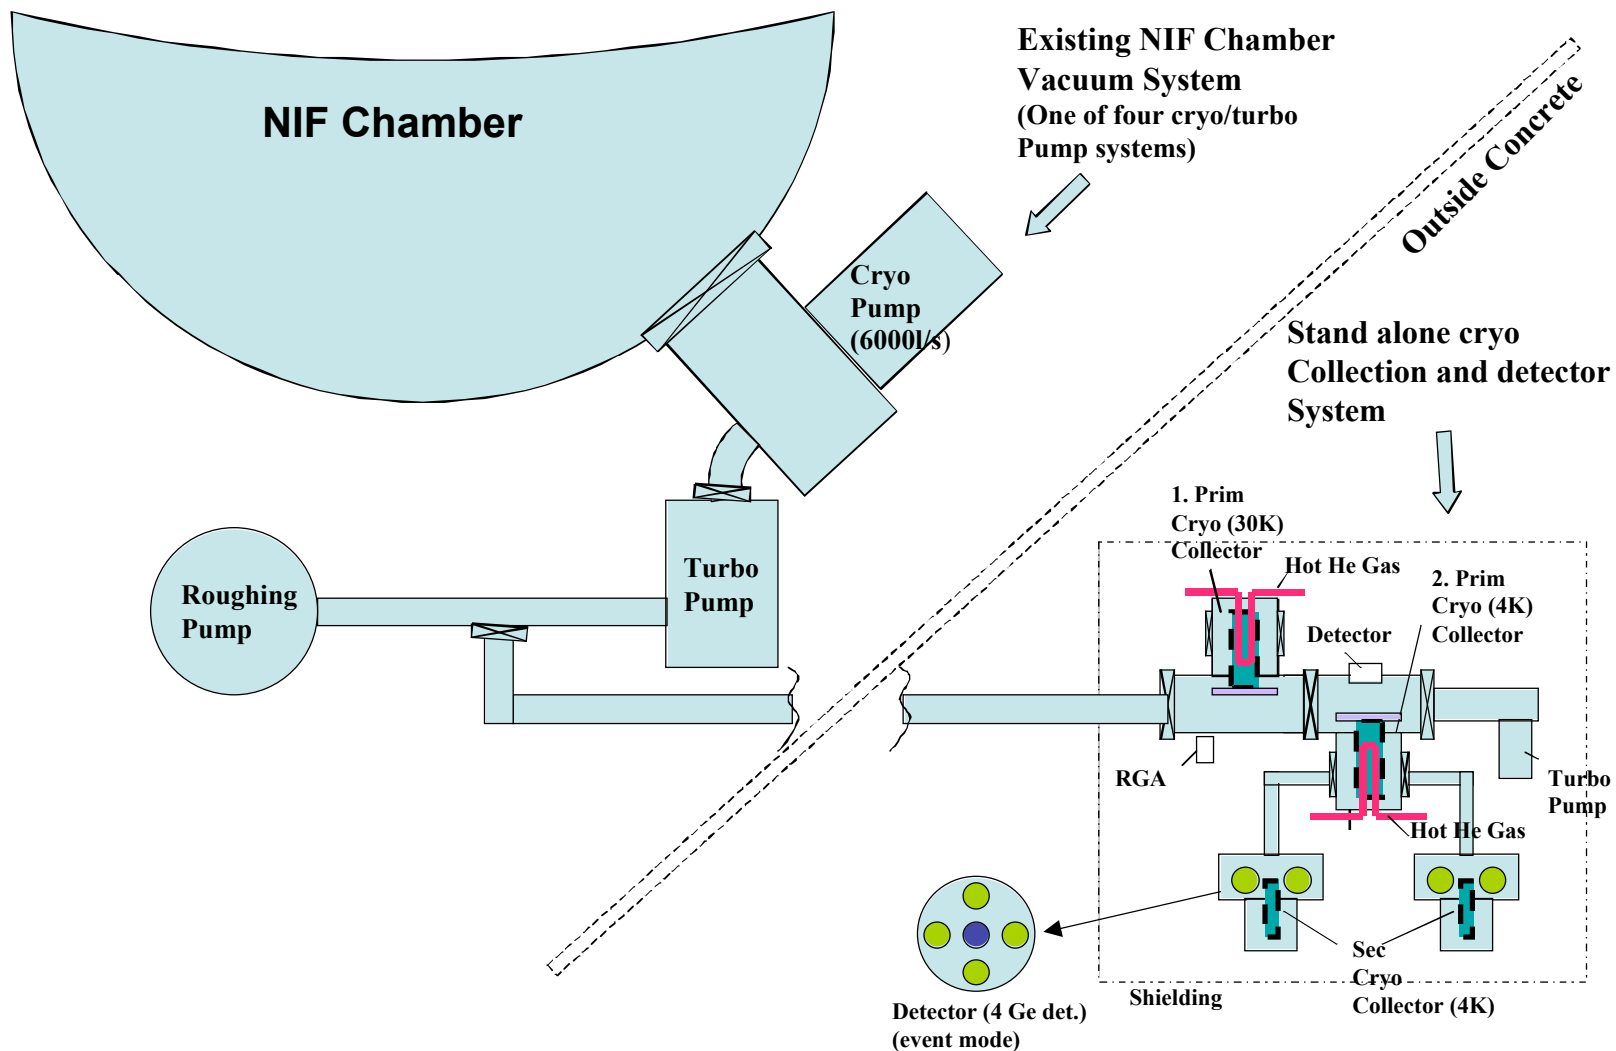 NIF Chamber
Existing NIF Chamber
Vacuum System
(One of four cryo/turbo
Pump systems)
Outside Concrete
Cryo
Pump
(6000l/s)
Stand alone cryo
Collection and detector
System
1. Prim
Cryo (30K)
Collector
Hot He Gas
2. Prim
Cryo (4K)
Collector
Detector
Turbo
Pump
Roughing
Pump
RGA
Turbo
Pump
Hot He Gas
Sec
Cryo
Collector (4K)
Shielding
Detector (4 Ge det.)
(event mode)